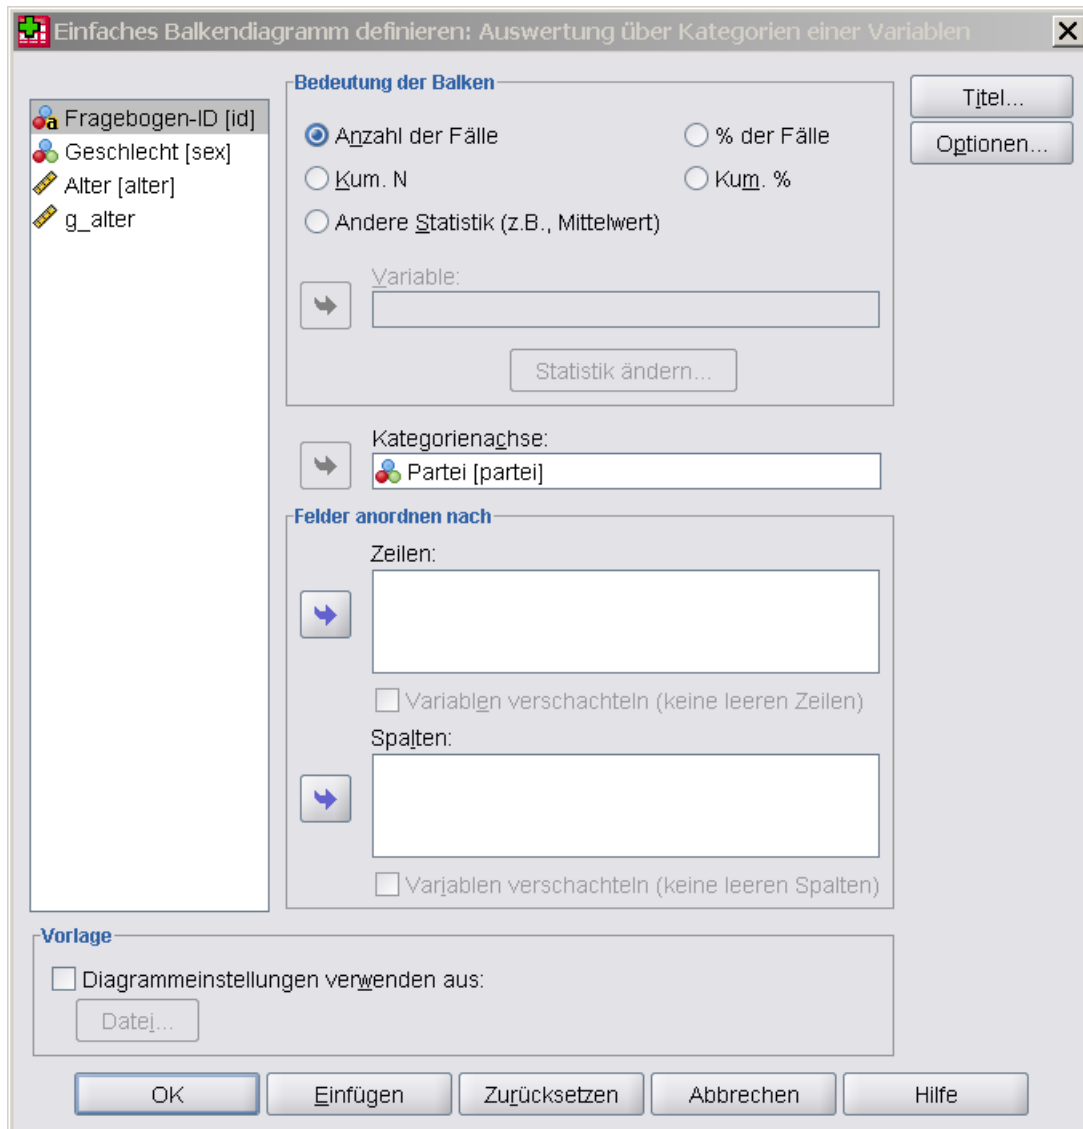 Einfaches Balkendiagramm definieren: Auswertung über Kategorien einer Variablen
Fragebogen-ID [id]
Geschlecht [sex]
Alter [alter]
g_alter
Bedeutung der Balken
Anzahl der Fälle
% der Fälle
Kum. N
Kum. %
Andere Statistik (z.B., Mittelwert)
Variable:
Statistik ändern...
Kategorienachse:
Partei [partei]
Felder anordnen nach
Zeilen:
Variablen verschachteln (keine leeren Zeilen)
Spalten:
Variablen verschachteln (keine leeren Spalten)
Titel...
Optionen...
Vorlage
Diagrammeinstellungen verwenden aus:
Datei...
OK
Einfügen
Zurücksetzen
Abbrechen
Hilfe